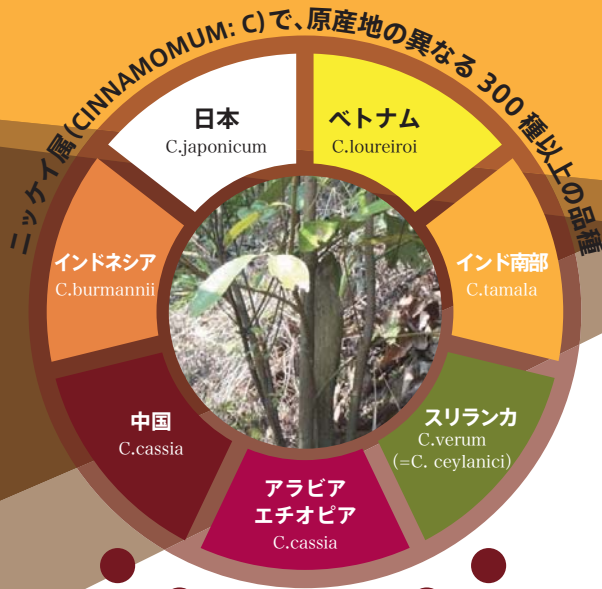 ニッケイ属(CINNAMOMUM: C)で、原産地の異なる 300 種以上の品種
日本
C.japonicum
ベトナム
C.loureiroi
インドネシア
C.burmannii
インド南部
C.tamala
中国
C.cassia
スリランカ
C.verum
(=C. ceylanici)
アラビア
エチオピア
C.cassia